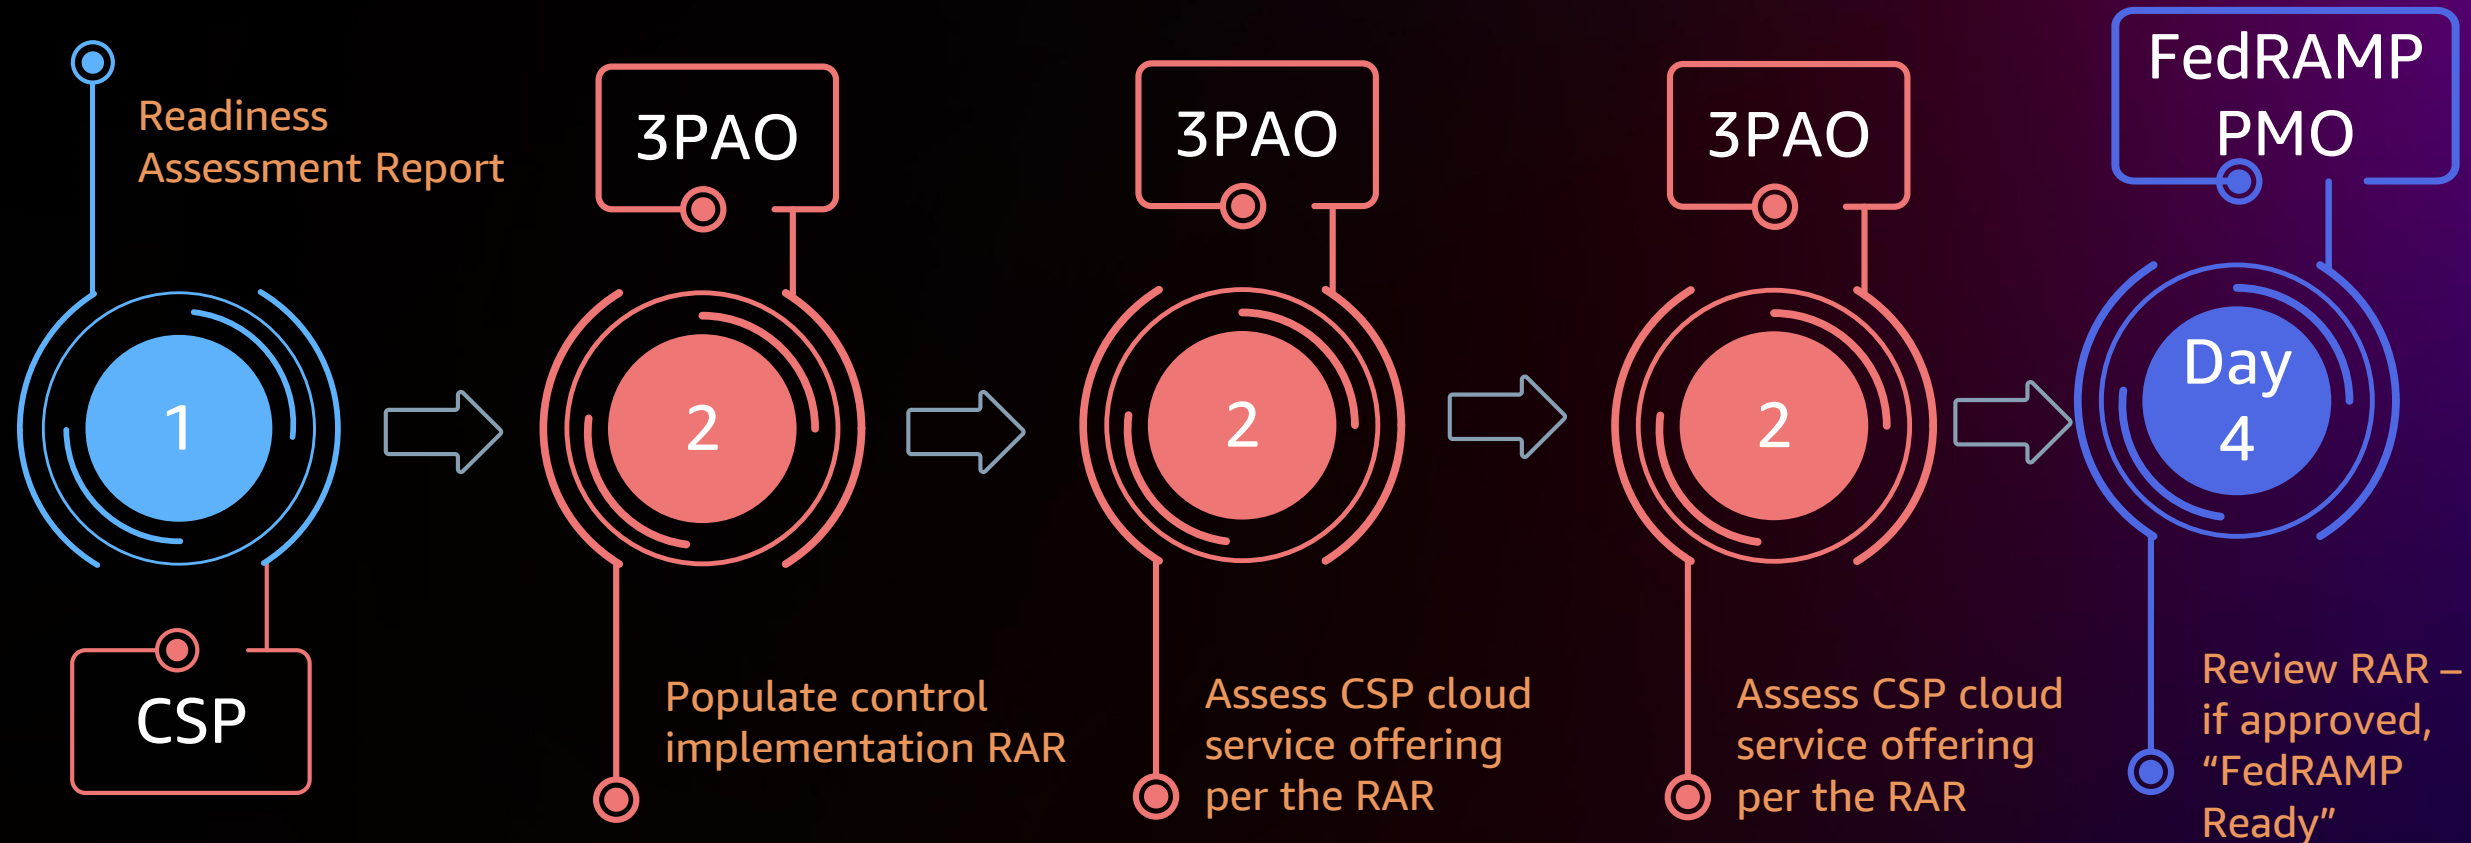 Readiness
Assessment Report
1
CSP
3PAO
2
Populate control
implementation RAR
3PAO
2
Assess CSP cloud
service offering
per the RAR
3PAO
2
Assess CSP cloud
service offering
per the RAR
FedRAMP
PMO
Day
4
Review RAR –
if approved,
“FedRAMP
Ready”